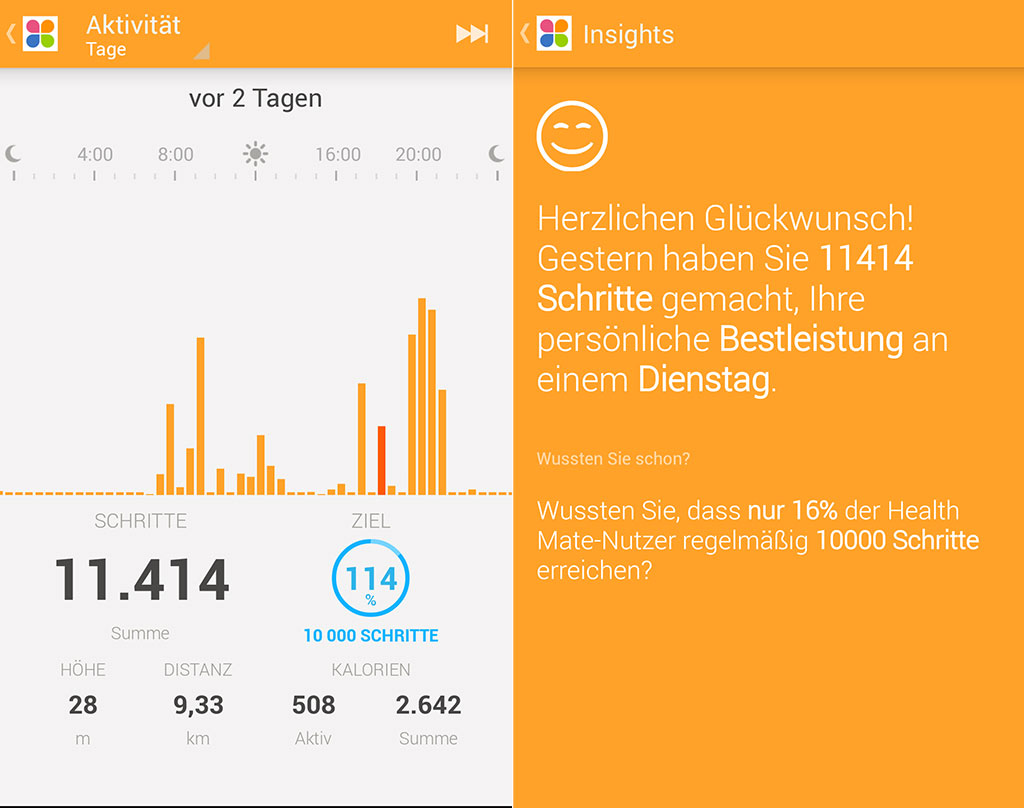 Aktivität
Tage
vor 2 Tagen
4:00 8:00 16:00 20:00
SCHRITTE ZIEL
11.414 114
%
Summe 10 000 SCHRITTE
HÖHE DISTANZ KALORIEN
28 9,33 508 2.642
m km Aktiv Summe
Insights
Herzlichen Glückwunsch!
Gestern haben Sie 11414
Schritte gemacht, Ihre
persönliche Bestleistung an
einem Dienstag.
Wussten Sie schon?
Wussten Sie, dass nur 16% der Health
Mate-Nutzer regelmäßig 10000 Schritte
erreichen?